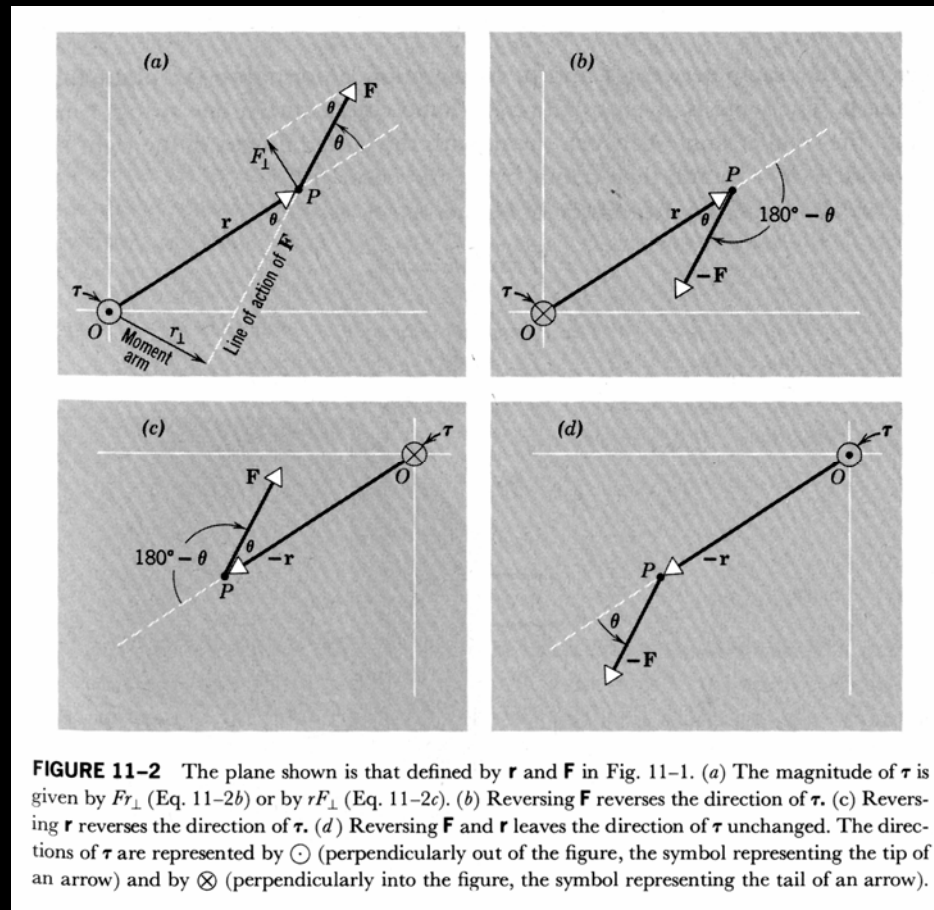 (a)
F
θ
θ
F⊥
P
r
θ
Line of action of F
τ
O
r⊥
Moment
arm
(b)
P
r
θ
180° − θ
−F
τ
O
(c)
τ
F
O
θ
180° − θ
−r
P
(d)
τ
O
P
−r
θ
−F
FIGURE 11–2 The plane shown is that defined by r and F in Fig. 11–1. (a) The magnitude of τ is
given by Fr⊥ (Eq. 11–2b) or by rF⊥ (Eq. 11–2c). (b) Reversing F reverses the direction of τ. (c) Revers-
ing r reverses the direction of τ. (d) Reversing F and r leaves the direction of τ unchanged. The direc-
tions of τ are represented by ⊙ (perpendicularly out of the figure, the symbol representing the tip of
an arrow) and by ⊗ (perpendicularly into the figure, the symbol representing the tail of an arrow).